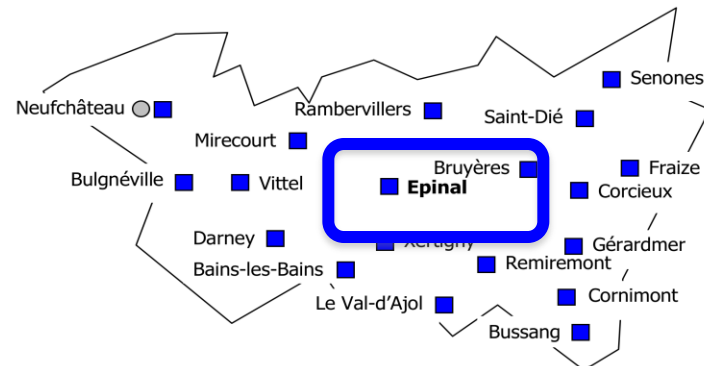 Senones
Neufchâteau
Rambervillers
Saint-Dié
Mirecourt
Bruyères
Fraize
Bulgnéville
Vittel
Epinal
Corcieux
Darney
Xertigny
Gérardmer
Bains-les-Bains
Remiremont
Le Val-d'Ajol
Cornimont
Bussang